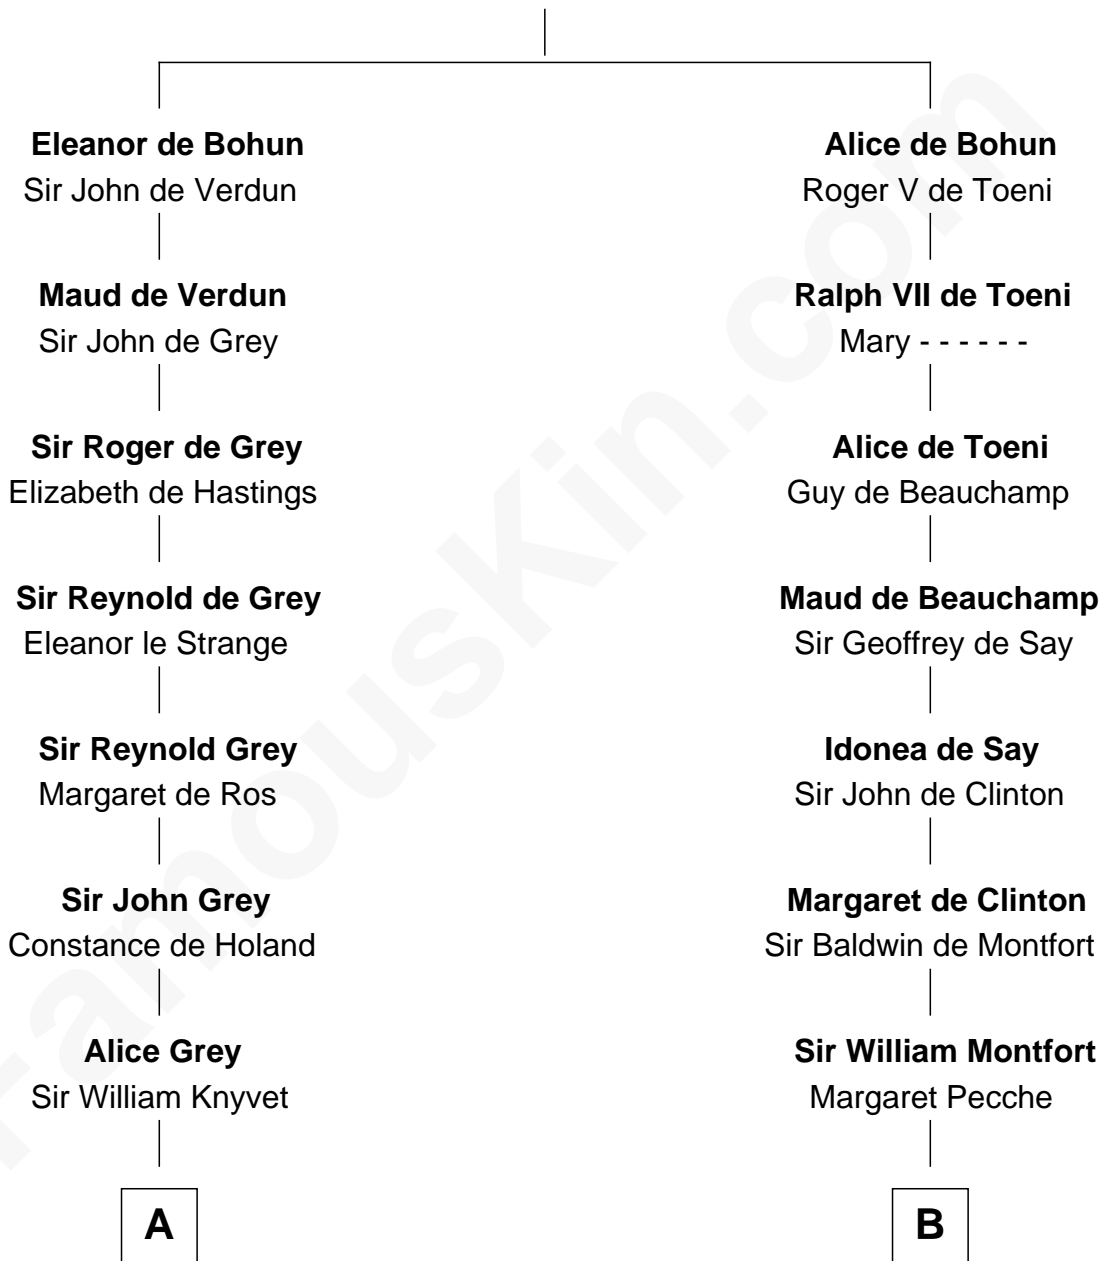 Eleanor de Bohun
Sir John de Verdun
Maud de Verdun
Sir John de Grey
Sir Roger de Grey
Elizabeth de Hastings
Sir Reynold de Grey
Eleanor le Strange
Sir Reynold Grey
Margaret de Ros
Sir John Grey
Constance de Holand
Alice Grey
Sir William Knyvet
A
Alice de Bohun
Roger V de Toeni
Ralph VII de Toeni
Mary - - - - - -
Alice de Toeni
Guy de Beauchamp
Maud de Beauchamp
Sir Geoffrey de Say
Idonea de Say
Sir John de Clinton
Margaret de Clinton
Sir Baldwin de Montfort
Sir William Montfort
Margaret Pecche
B
FamousKin.com